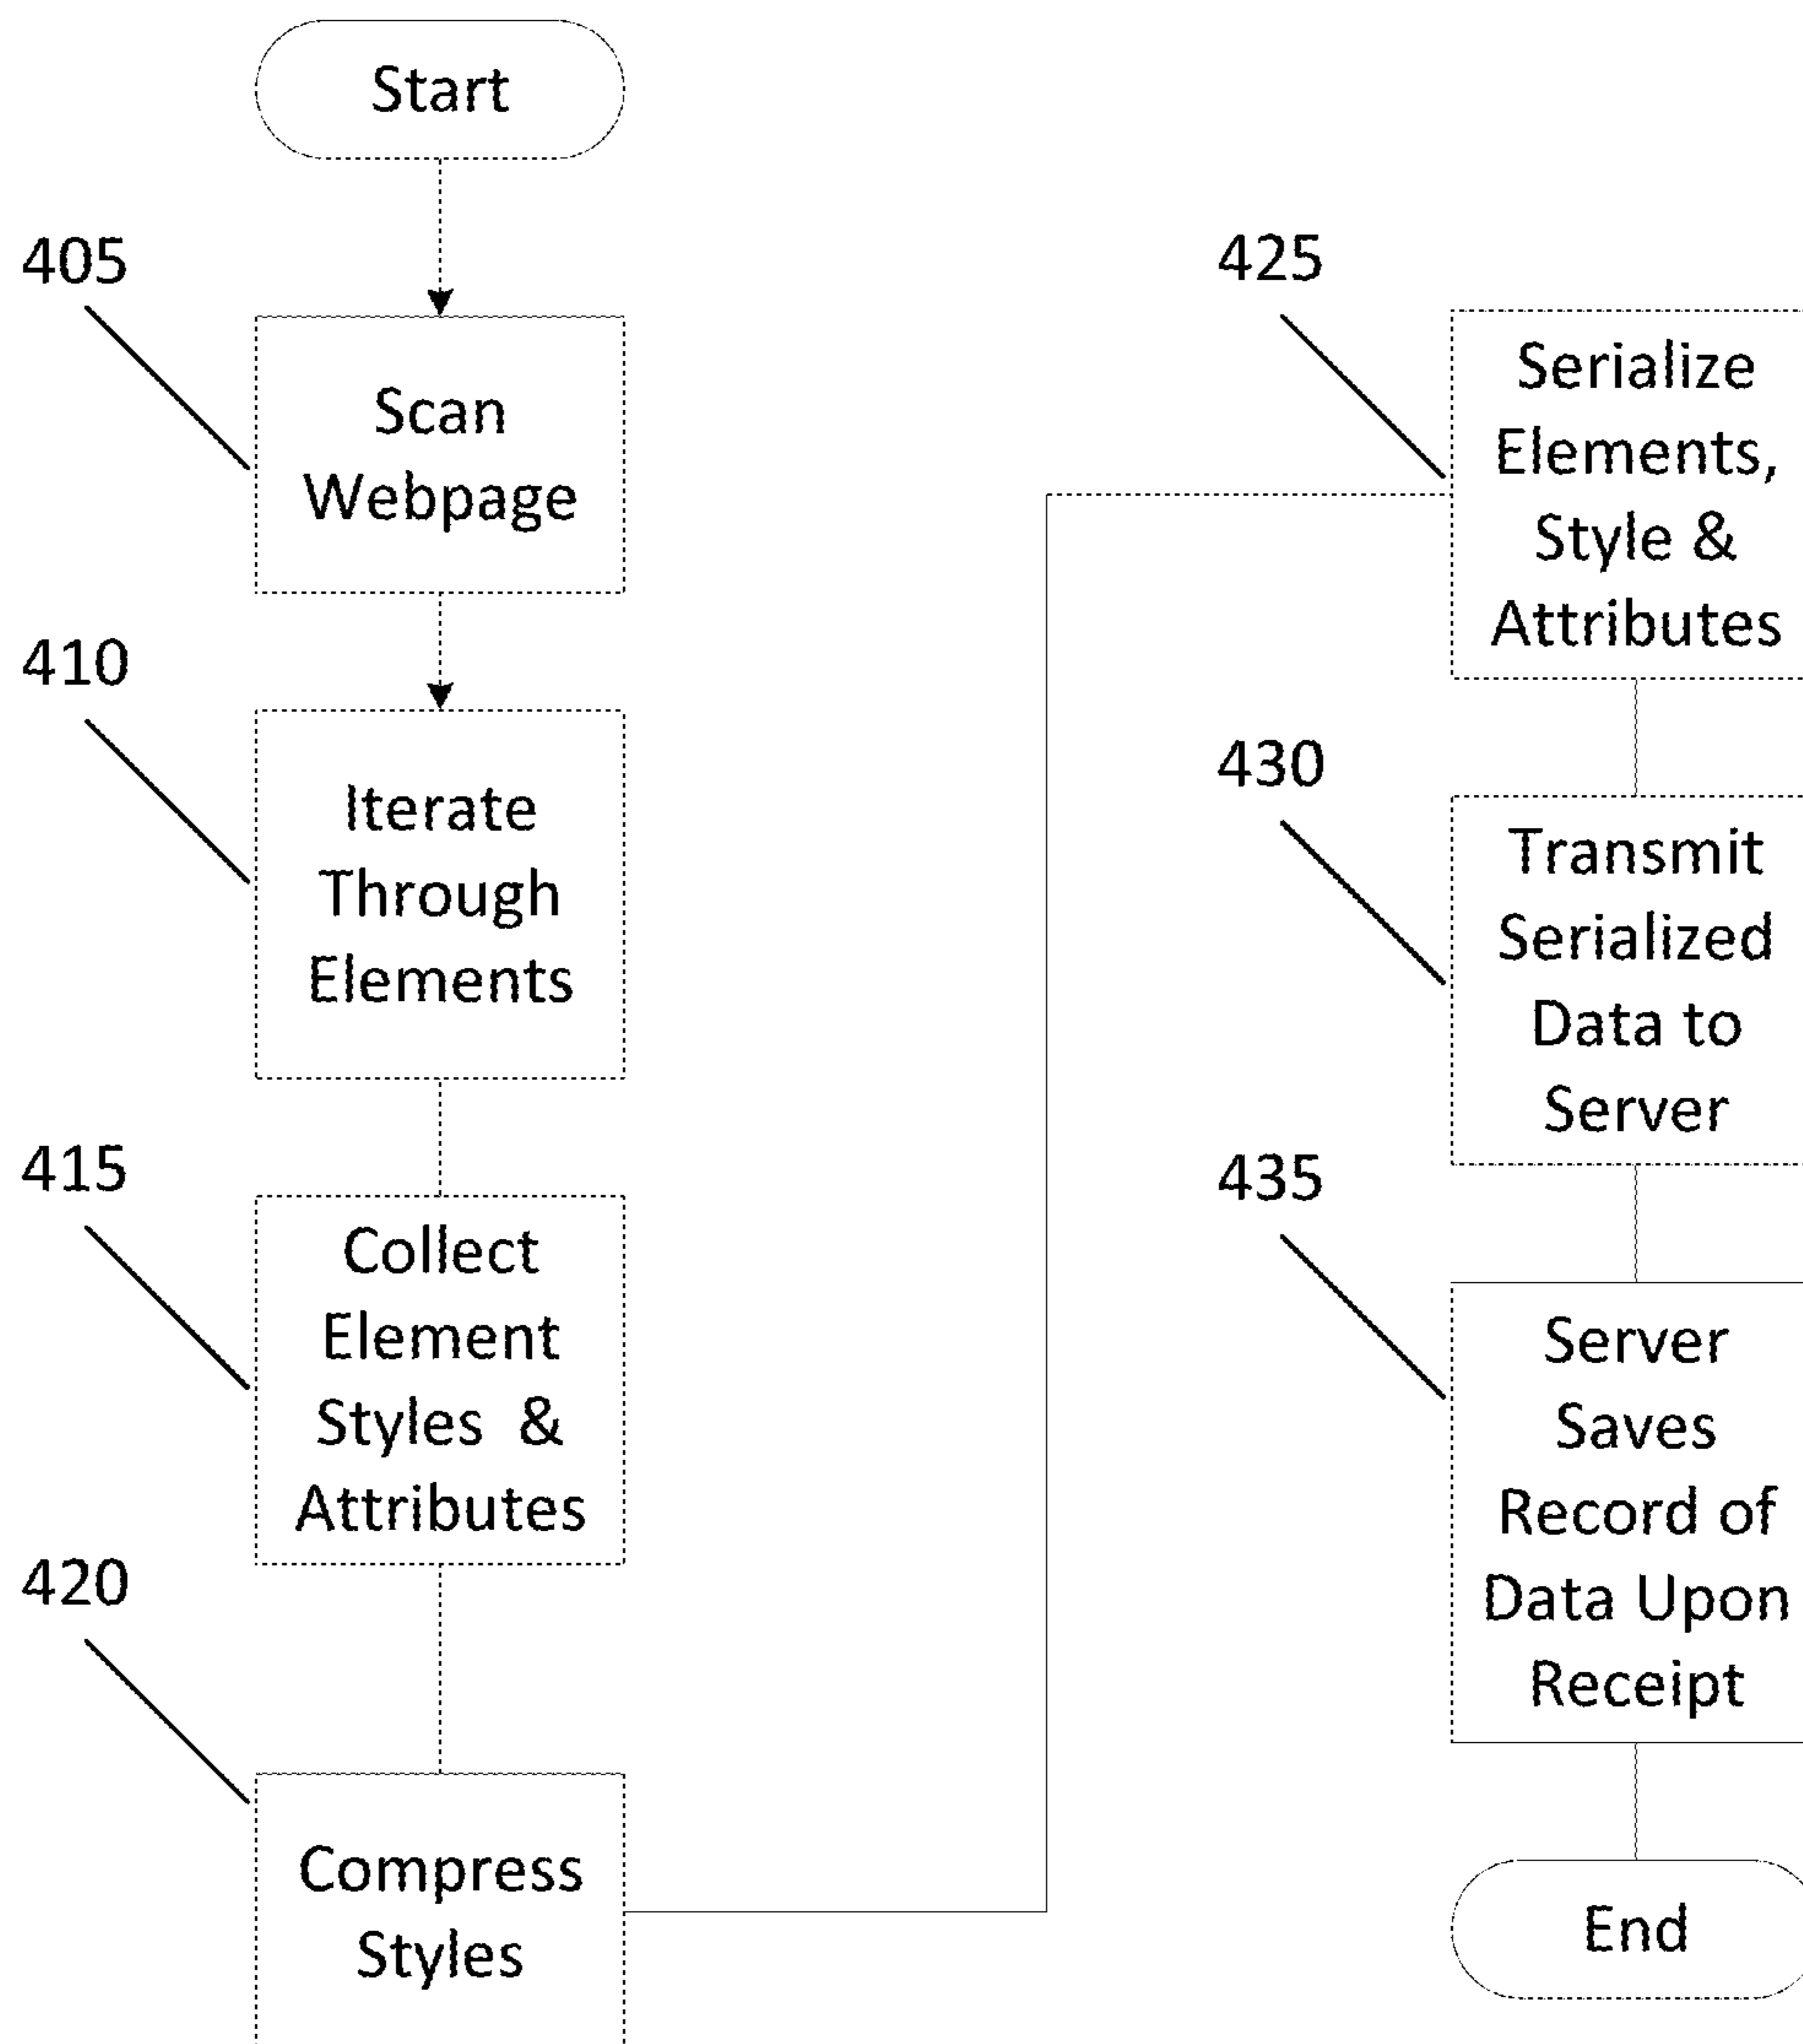 Start
405
Scan
Webpage
410
Iterate
Through
Elements
415
Collect
Element
Styles &
Attributes
420
Compress
Styles
425
Serialize
Elements,
Style &
Attributes
430
Transmit
Serialized
Data to
Server
435
Server
Saves
Record of
Data Upon
Receipt
End